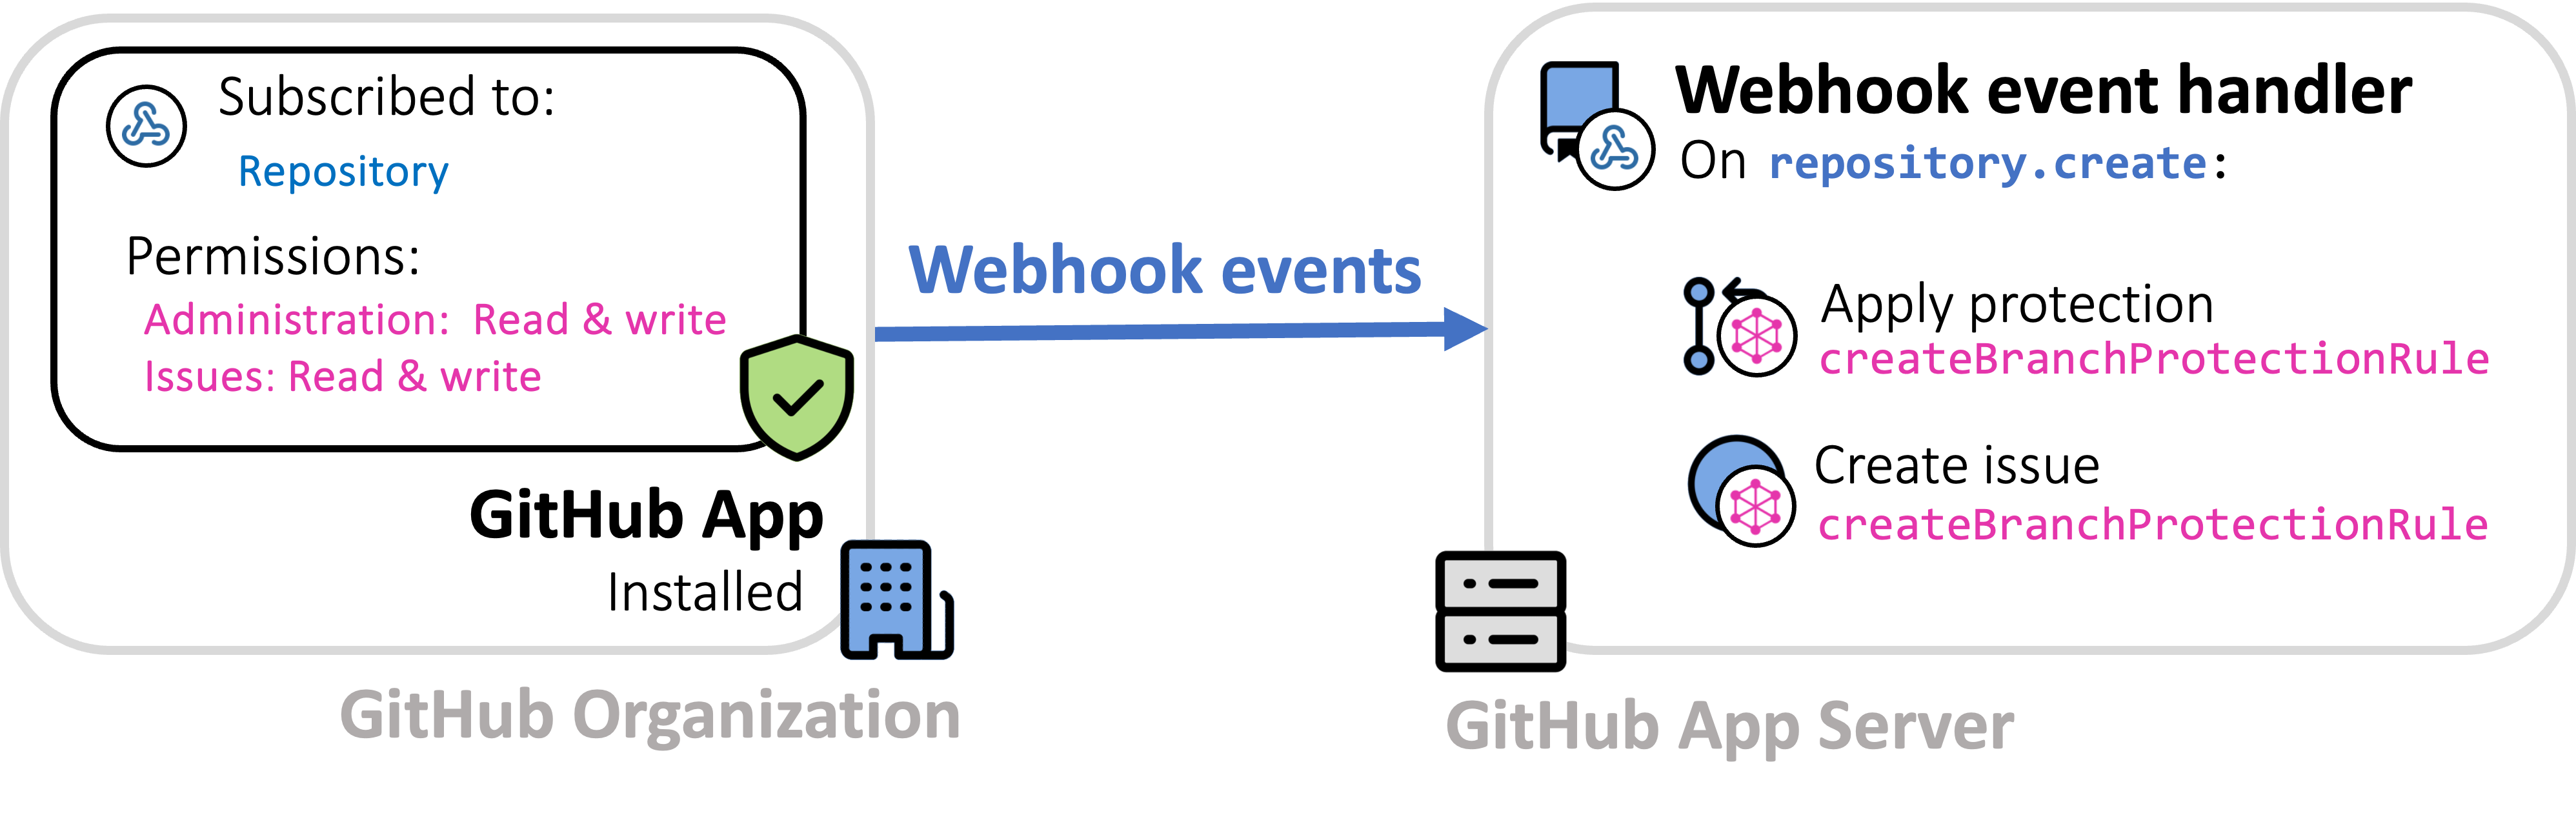 Subscribed to:
Repository
Permissions:
Administration: Read & write
Issues: Read & write
GitHub App
Installed
GitHub Organization
Webhook events
Webhook event handler
On repository.create:
Apply protection
createBranchProtectionRule
Create issue
createBranchProtectionRule
GitHub App Server